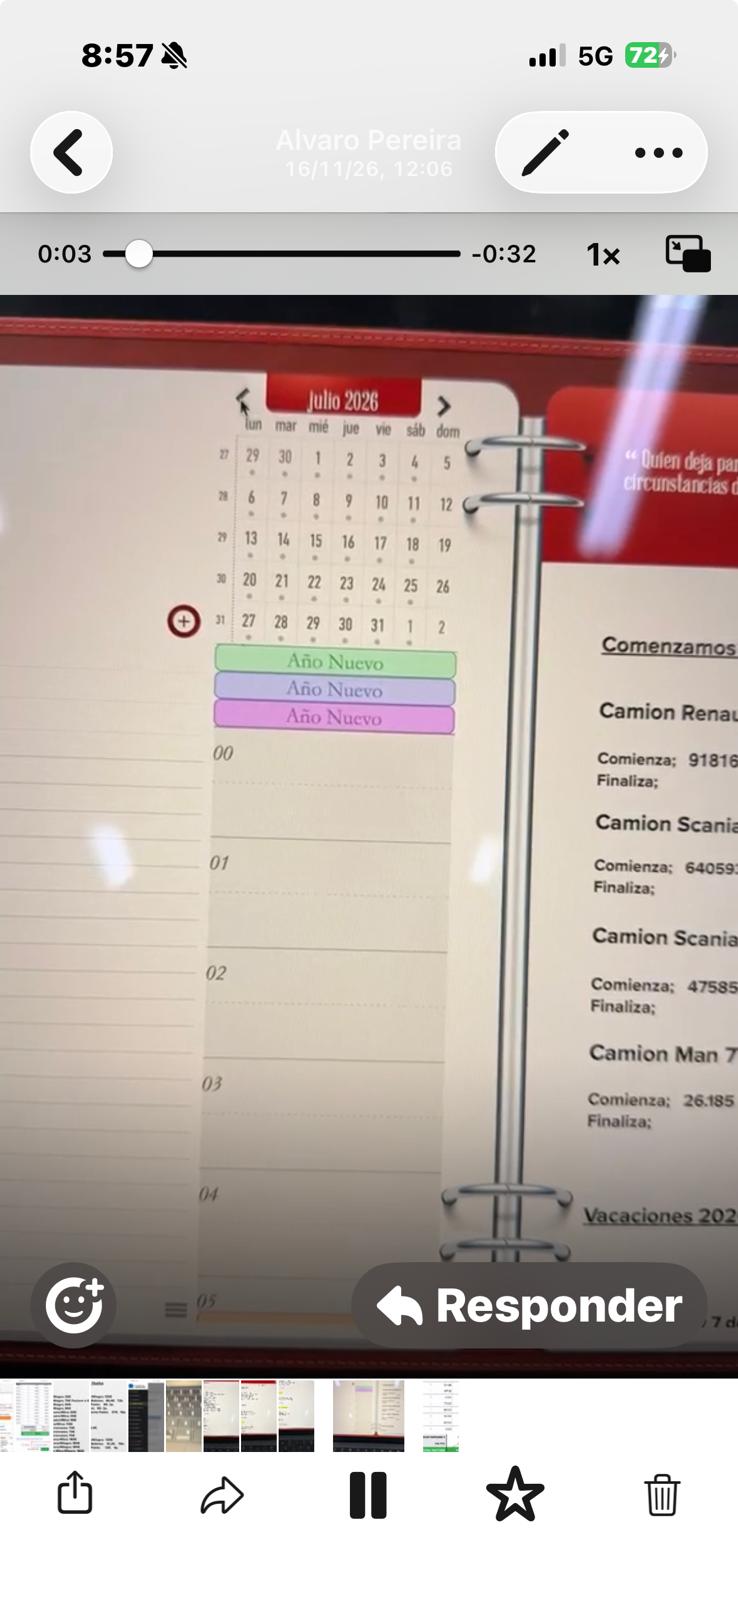 8:57
5G
72
Alvaro Pereira
16/11/26, 12:06
0:03
-0:32
1×
Julio 2026
lun mar mié jue vie sáb dom
27 29 30 1 2 3 4 5
28 6 7 8 9 10 11 12
29 13 14 15 16 17 18 19
30 20 21 22 23 24 25 26
31 27 28 29 30 31 1 2
Año Nuevo
Año Nuevo
Año Nuevo
00
01
02
03
04
05
“ Quien deja
circunstancias
Comenzamos
Camion
Comienza; 91816
Finaliza;
Camion Scania
Comienza; 64059
Finaliza;
Camion Scania
Comienza; 47585
Finaliza;
Camion Man 7
Comienza; 26.185
Finaliza;
Vacaciones 202
7 d
Responder